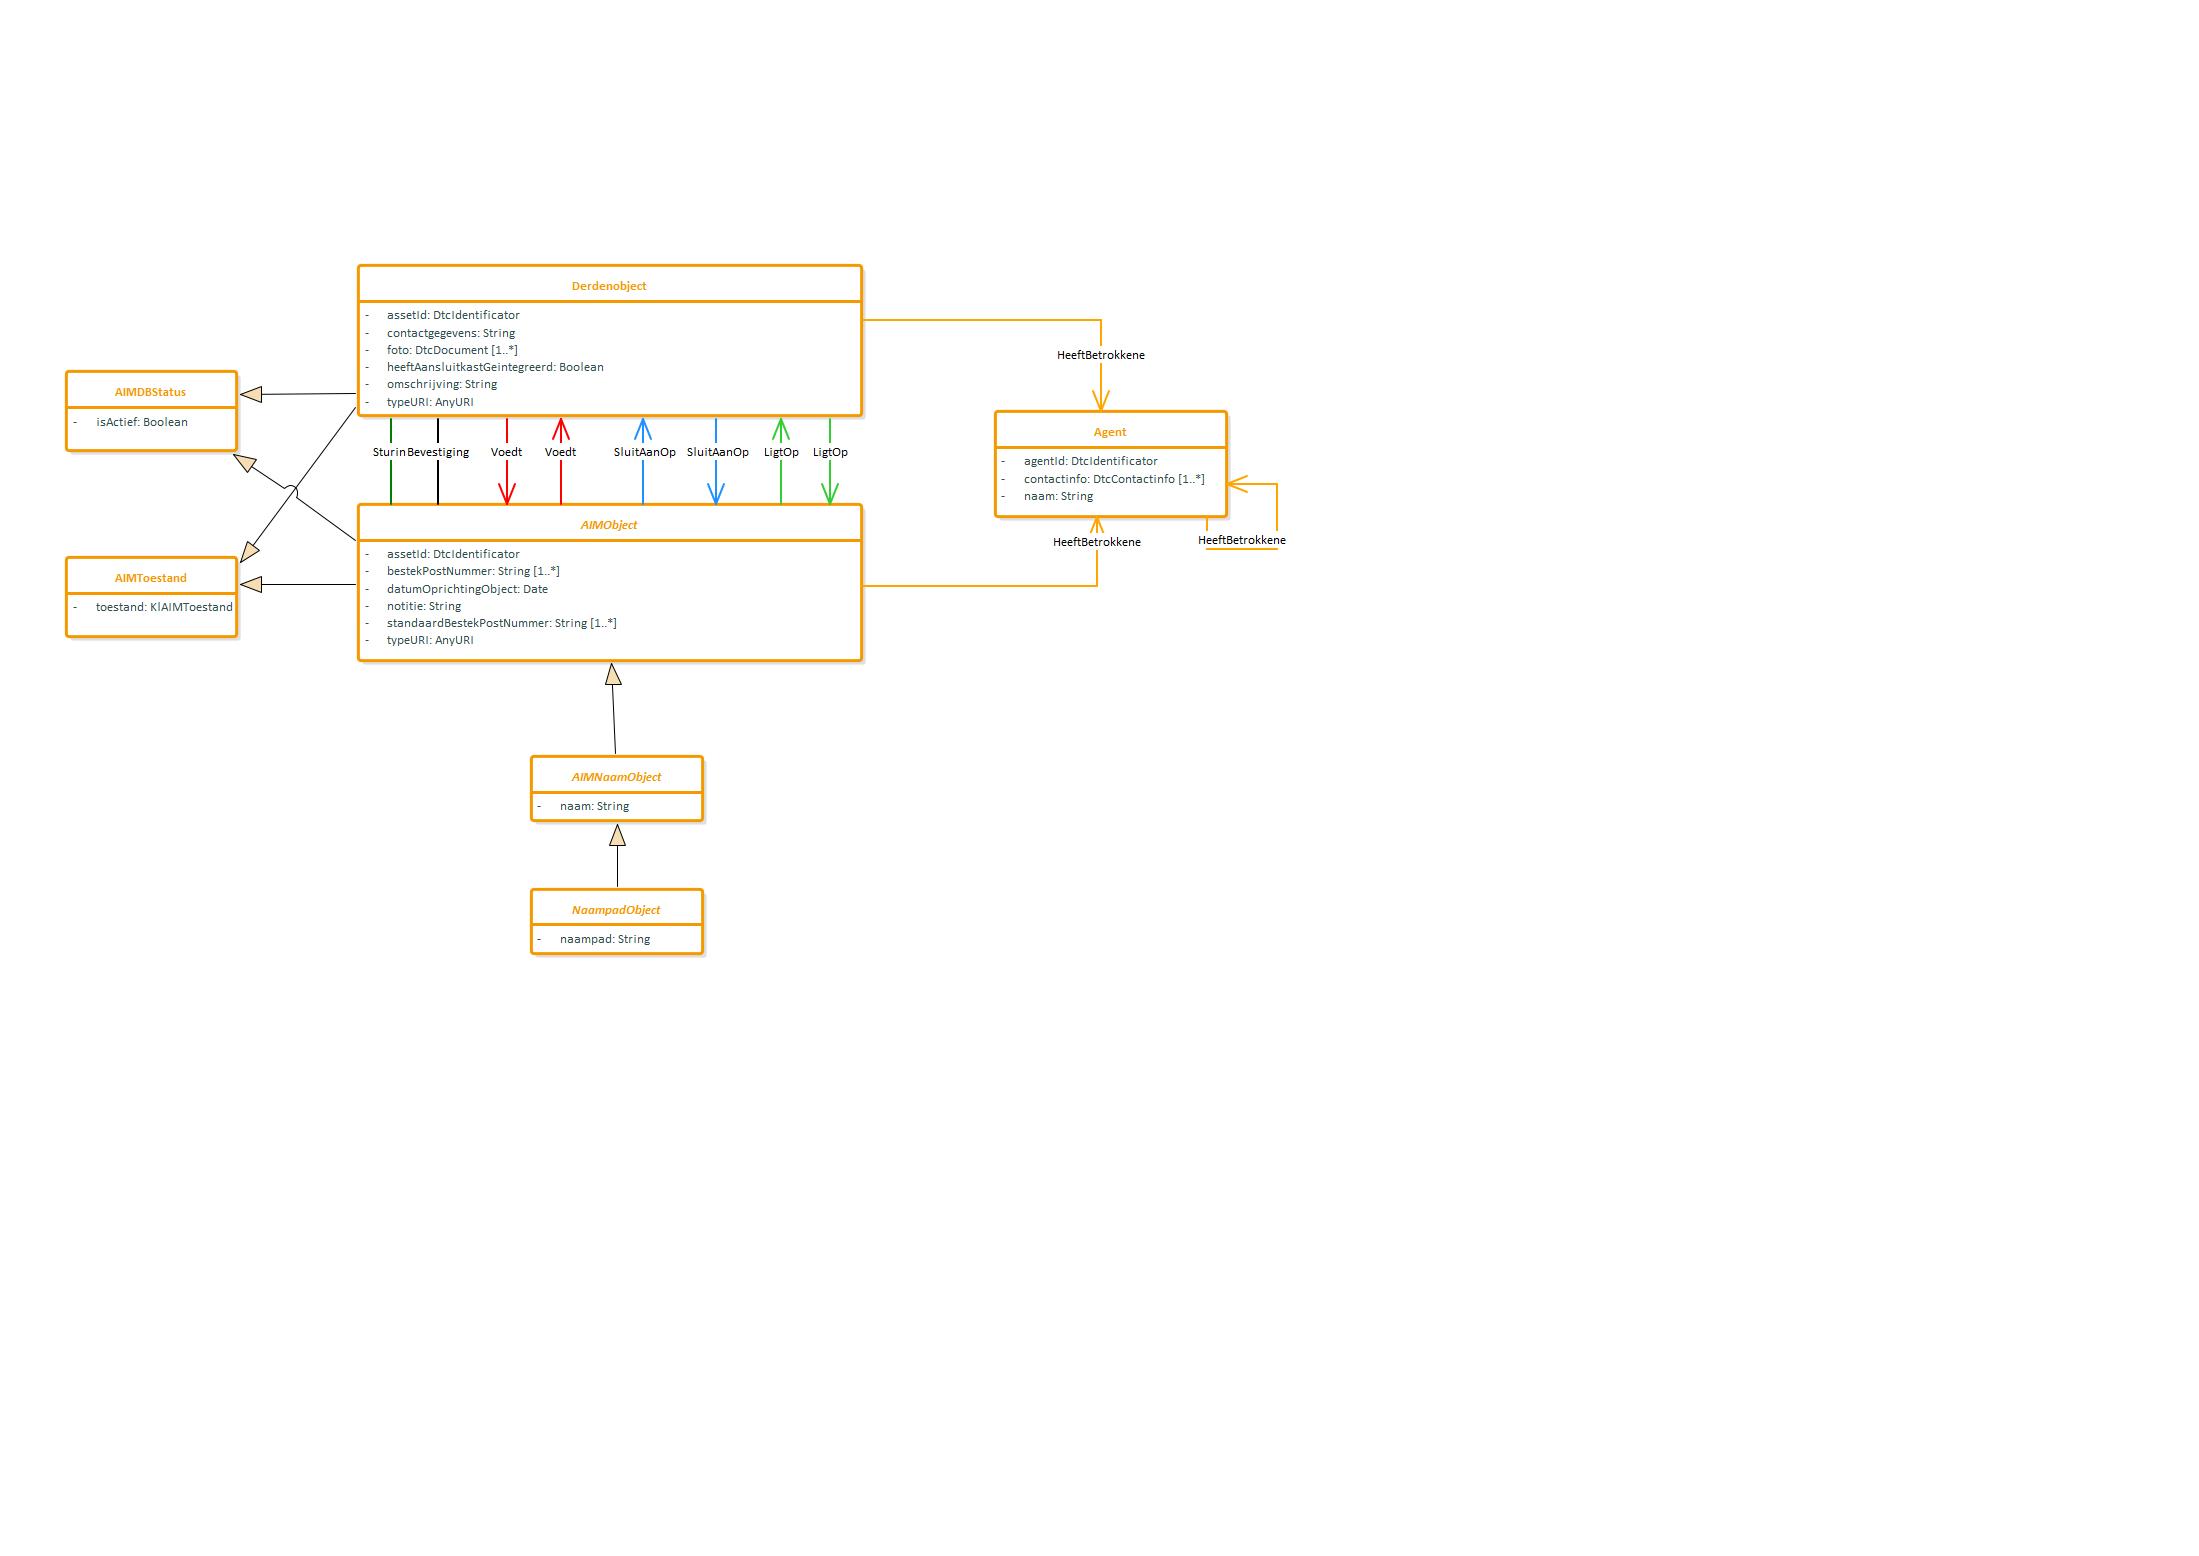 Derdenobject
- assetId: DtcIdentificator
- contactgegevens: String
- foto: DtcDocument [1..*]
- heeftAansluitkastGeintegreerd: Boolean
- omschrijving: String
- typeURI: AnyURI
AIMDBStatus
- isActief: Boolean
HeeftBetrokkene
Agent
- agentId: DtcIdentificator
- contactinfo: DtcContactinfo [1..*]
- naam: String
Sturin Bevestiging Voedt Voedt SluitAanOp SluitAanOp LigtOp LigtOp
AIMObject
- assetId: DtcIdentificator
- bestekPostNummer: String [1..*]
- datumOprichtingObject: Date
- notitie: String
- standaardBestekPostNummer: String [1..*]
- typeURI: AnyURI
HeeftBetrokkene
HeeftBetrokkene
AIMToestand
- toestand: KlAIMToestand
AIMNaamObject
- naam: String
NaampadObject
- naampad: String